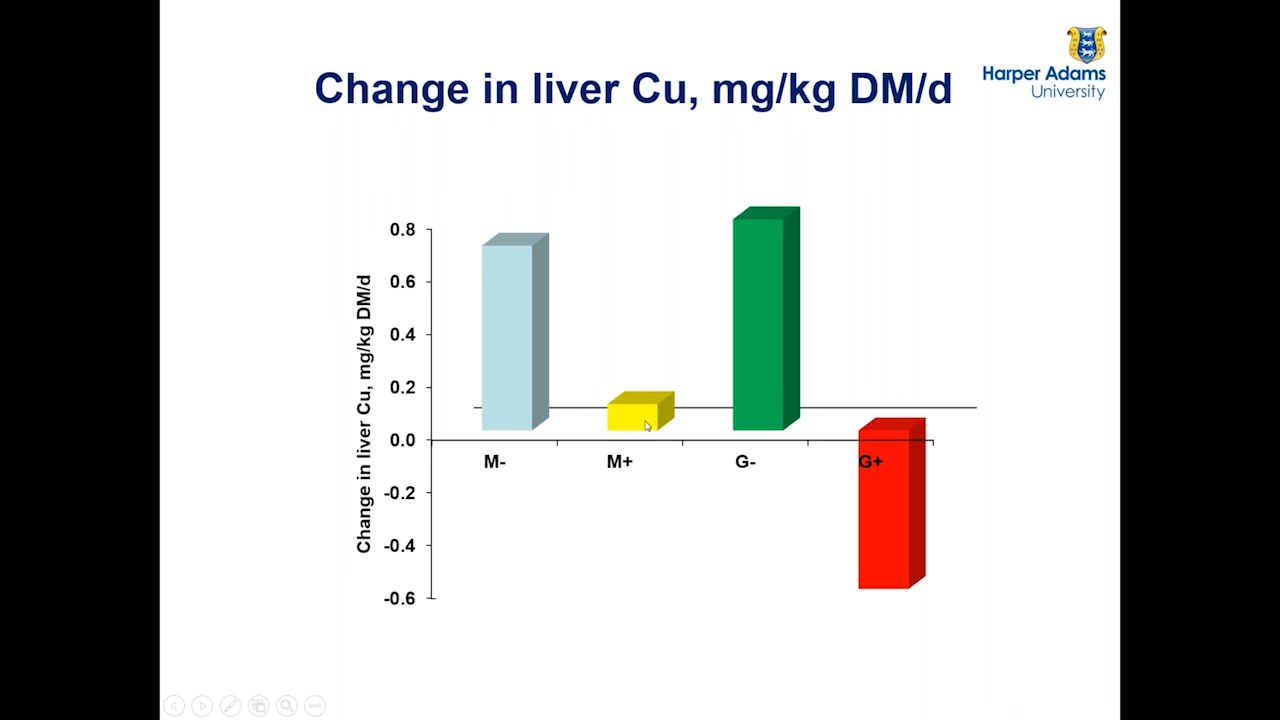 Change in liver Cu, mg/kg DM/d
Harper Adams
University
Change in liver Cu, mg/kg DM/d
0.8
0.6
0.4
0.2
0.0
-0.2
-0.4
-0.6
M-
M+
G-
G+